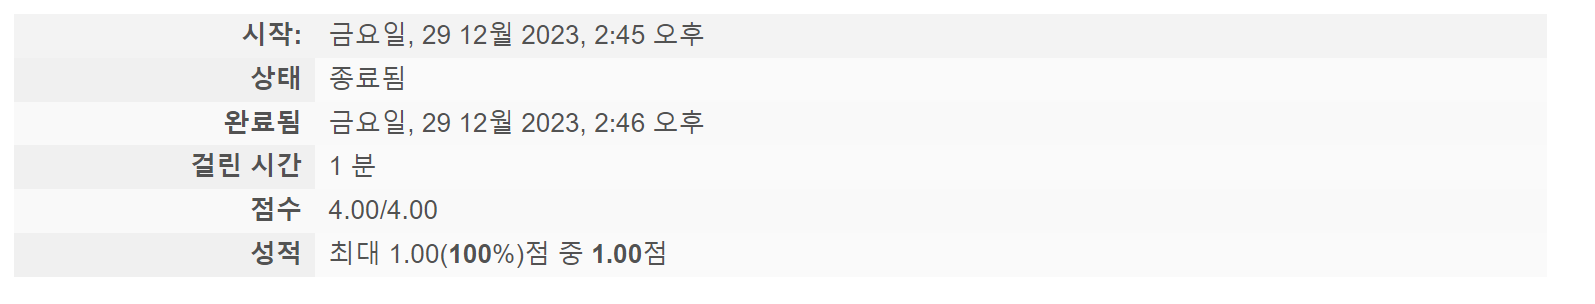 시작: 금요일, 29 12월 2023, 2:45 오후
상태 종료됨
완료됨 금요일, 29 12월 2023, 2:46 오후
걸린 시간 1 분
점수 4.00/4.00
성적 최대 1.00(100%)점 중 1.00점